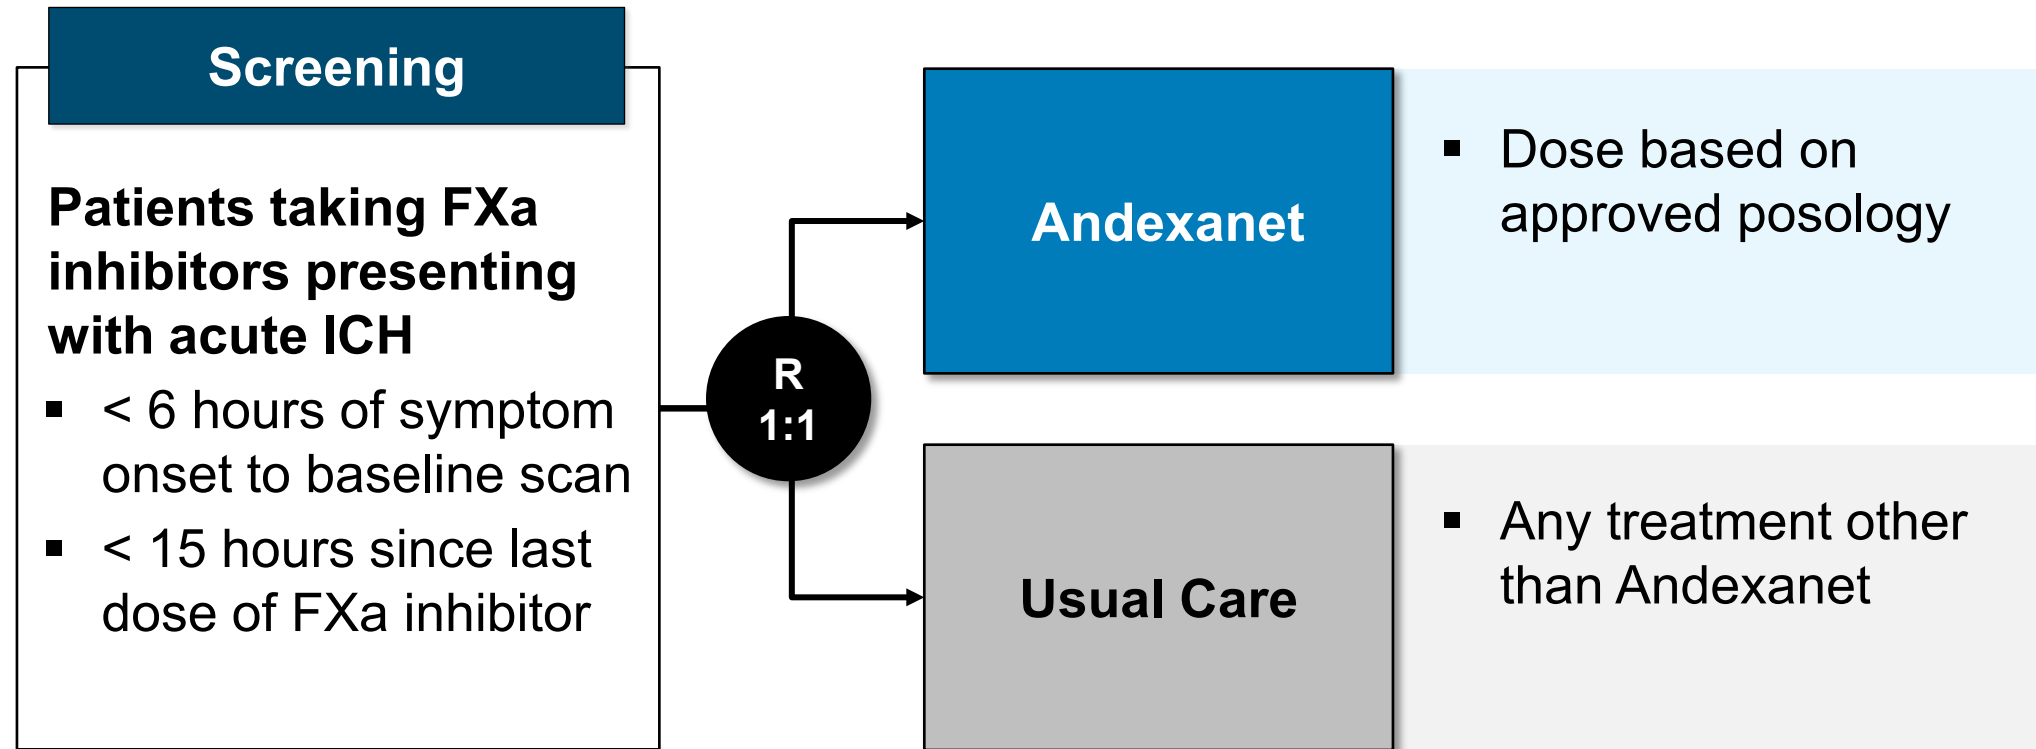 Screening
Patients taking FXa
inhibitors presenting
with acute ICH
▪ < 6 hours of symptom
onset to baseline scan
▪ < 15 hours since last
dose of FXa inhibitor
R
1:1
Andexanet
▪ Dose based on
approved posology
Usual Care
▪ Any treatment other
than Andexanet